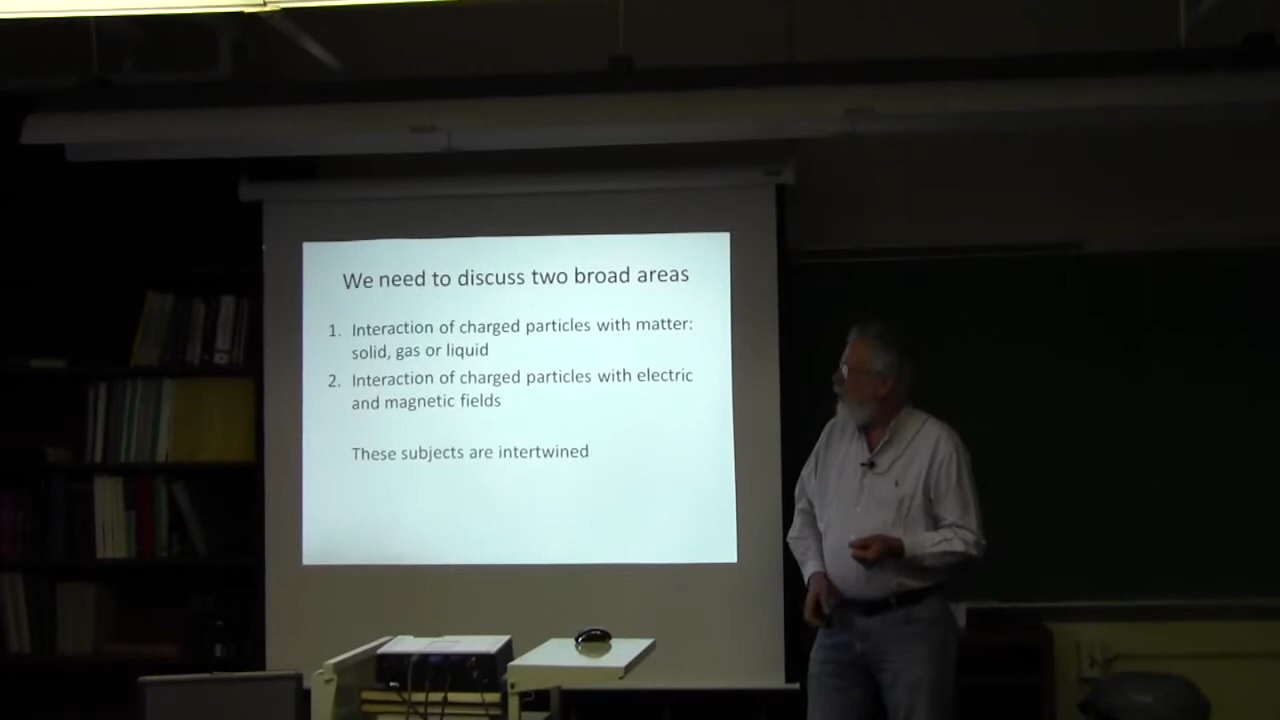 We need to discuss two broad areas
1. Interaction of charged particles with matter:
solid, gas or liquid
2. Interaction of charged particles with electric
and magnetic fields
These subjects are intertwined